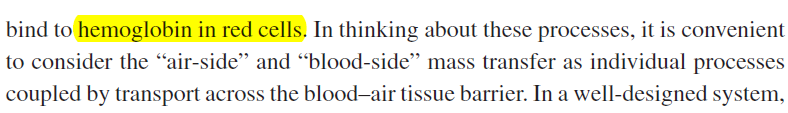 bind to hemoglobin in red cells. In thinking about these processes, it is convenient
to consider the “air-side” and “blood-side” mass transfer as individual processes
coupled by transport across the blood–air tissue barrier. In a well-designed system,